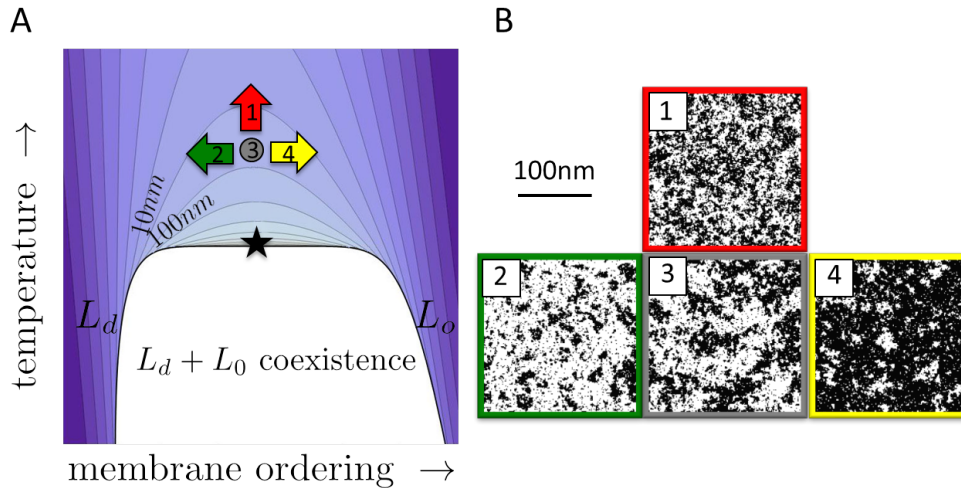 A
B
temperature →
1
2
3
4
10nm
100nm
L_d
L_o
L_d + L_0 coexistence
membrane ordering →
1
100nm
2
3
4